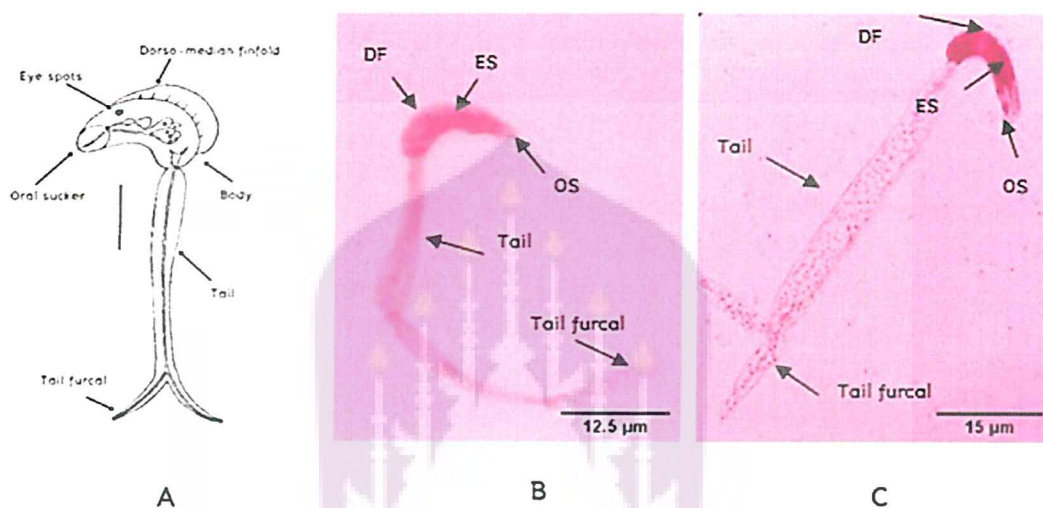 Dorso-median finfold
Eye spots
Oral sucker
Body
Tail
Tail furcal
A
DF
ES
OS
Tail
Tail furcal
12.5 µm
B
DF
ES
OS
Tail
Tail furcal
15 µm
C